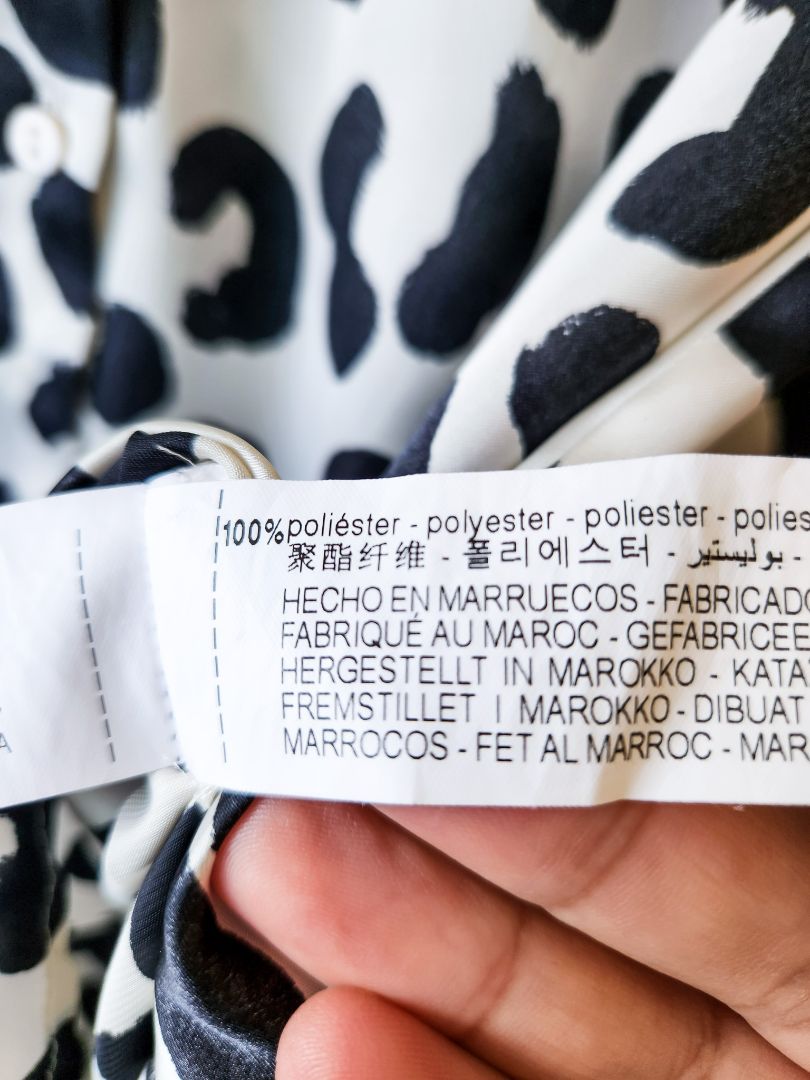 100% poliéster - polyester - poliester - polies
聚酯纤维 - 폴리에스터 - بوليستير -
HECHO EN MARRUECOS - FABRICADO
FABRIQUÉ AU MAROC - GEFABRICEE
HERGESTELLT IN MAROKKO - KATA
FREMSTILLET I MAROKKO - DIBUAT
MARROCOS - FET AL MARROC - MAR
A